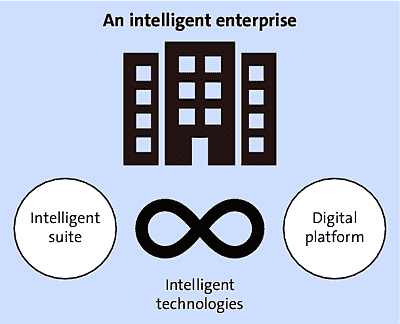 An intelligent enterprise
Intelligent
suite
Digital
platform
Intelligent
technologies